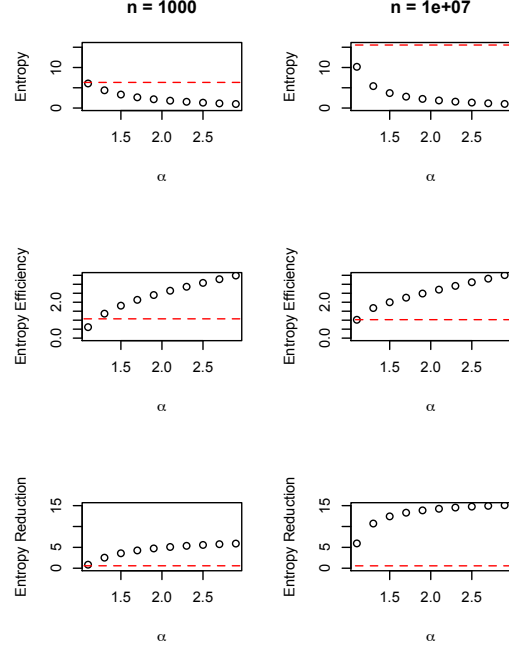 n = 1000
n = 1e+07
Entropy
0 10
1.5 2.0 2.5
α
Entropy
0 10
1.5 2.0 2.5
α
Entropy Efficiency
0.0 2.0
1.5 2.0 2.5
α
Entropy Efficiency
0.0 2.0
1.5 2.0 2.5
α
Entropy Reduction
0 5 15
1.5 2.0 2.5
α
Entropy Reduction
0 5 15
1.5 2.0 2.5
α